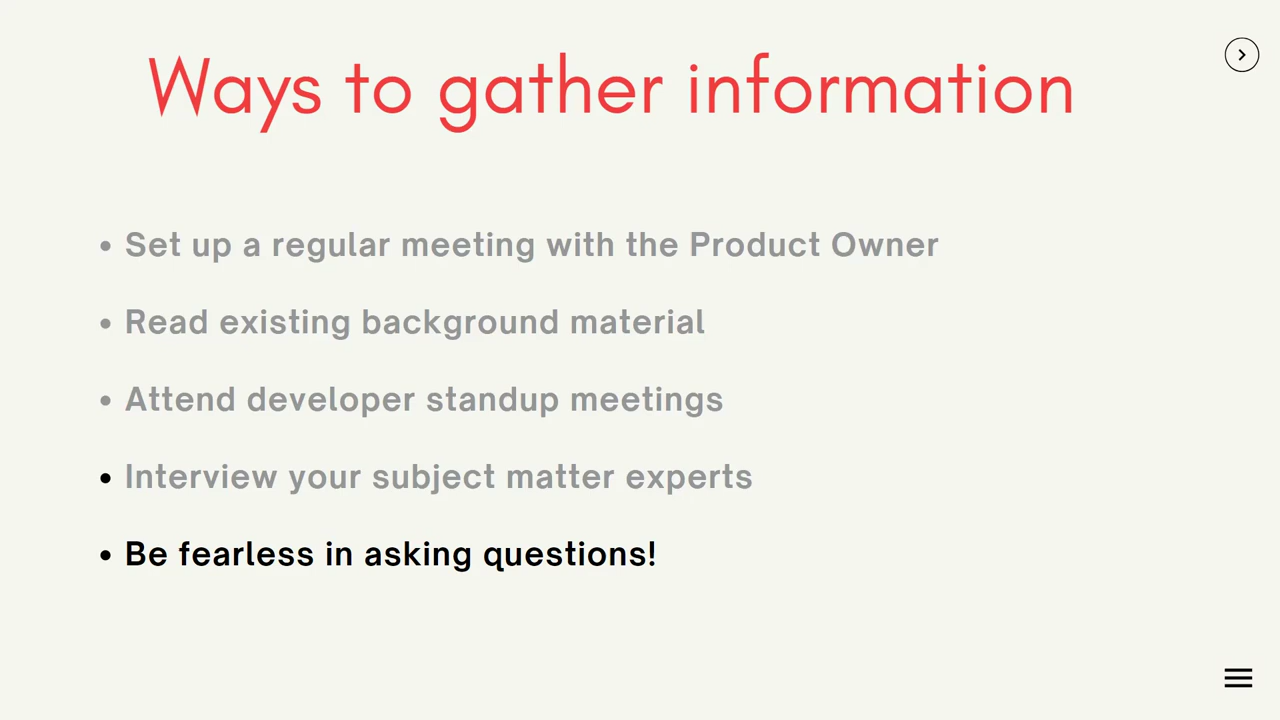 Ways to gather information
• Set up a regular meeting with the Product Owner
• Read existing background material
• Attend developer standup meetings
• Interview your subject matter experts
• Be fearless in asking questions!